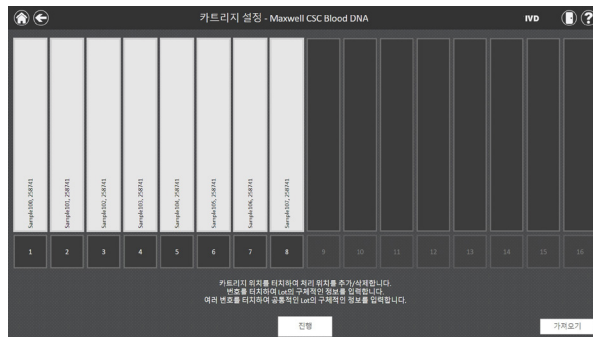 카트리지 설정 - Maxwell CSC Blood DNA
IVD
?
Sample100, 258741
Sample101, 258741
Sample102, 258741
Sample103, 258741
Sample104, 258741
Sample105, 258741
Sample106, 258741
Sample107, 258741
1 2 3 4 5 6 7 8 9 10 11 12 13 14 15 16
카트리지 위치를 터치하여 처리 위치를 추가/삭제합니다.
번호를 터치하여 Lot의 구체적인 정보를 입력합니다.
여러 번호를 터치하여 공통적인 Lot의 구체적인 정보를 입력합니다.
진행
가져오기